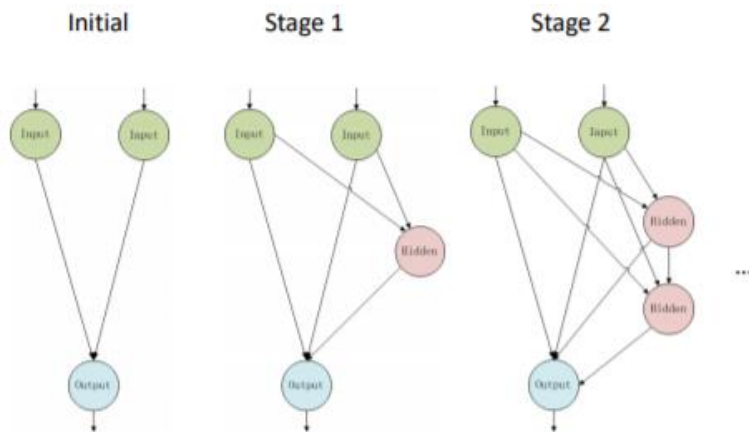 Initial
Stage 1
Stage 2
Input
Input
Input
Input
Input
Input
Hidden
Hidden
Hidden
...
Output
Output
Output